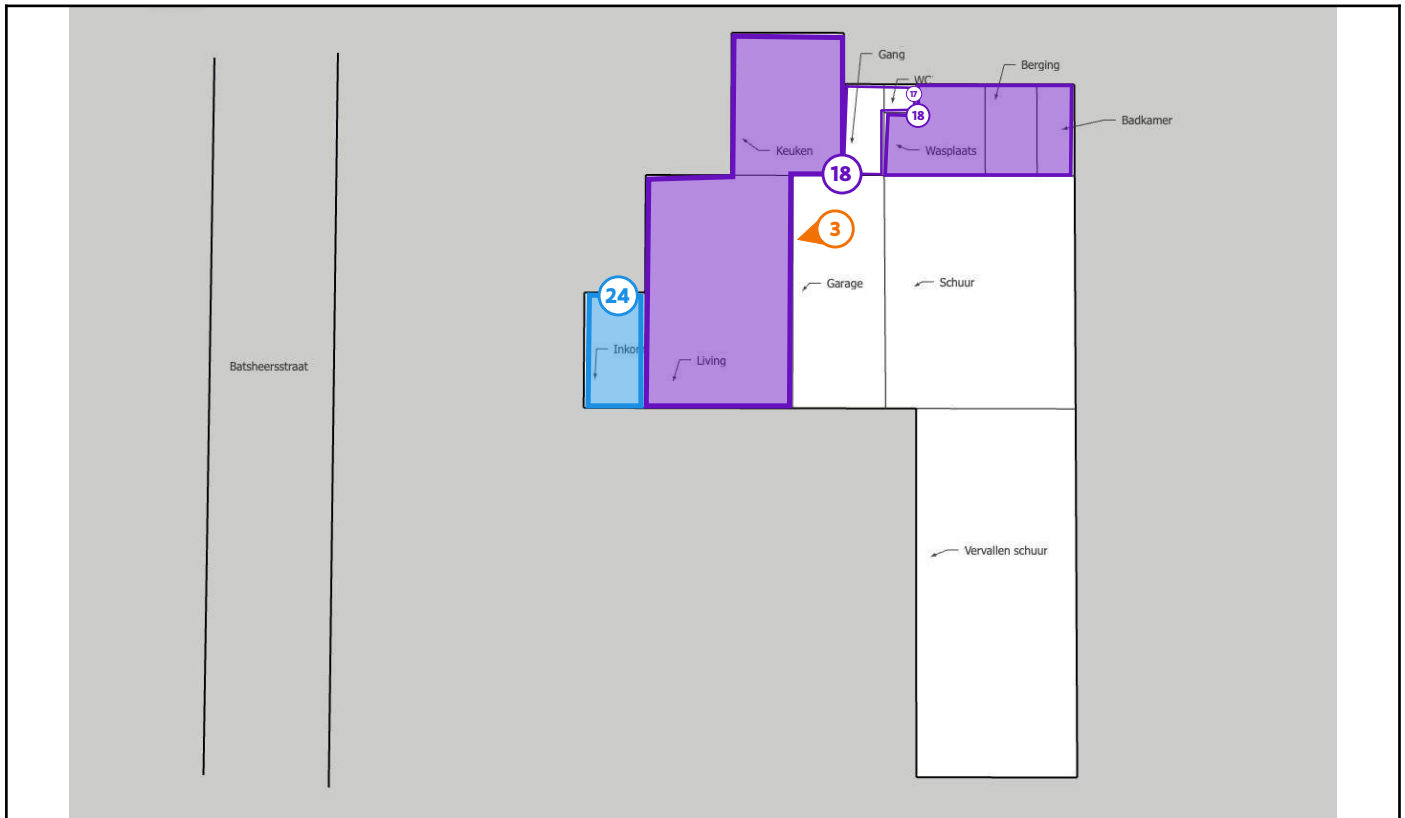 Gang
WC
Berging
17
18
Badkamer
Keuken
Wasplaats
18
3
Garage
Schuur
24
Inkom
Living
Batsheersstraat
Vervallen schuur